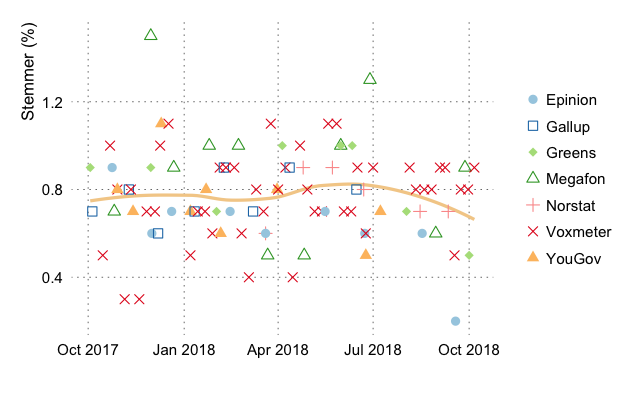 Stemmer (%)
1.2
0.8
0.4
Oct 2017
Jan 2018
Apr 2018
Jul 2018
Oct 2018
Epinion
Gallup
Greens
Megafon
Norstat
Voxmeter
YouGov